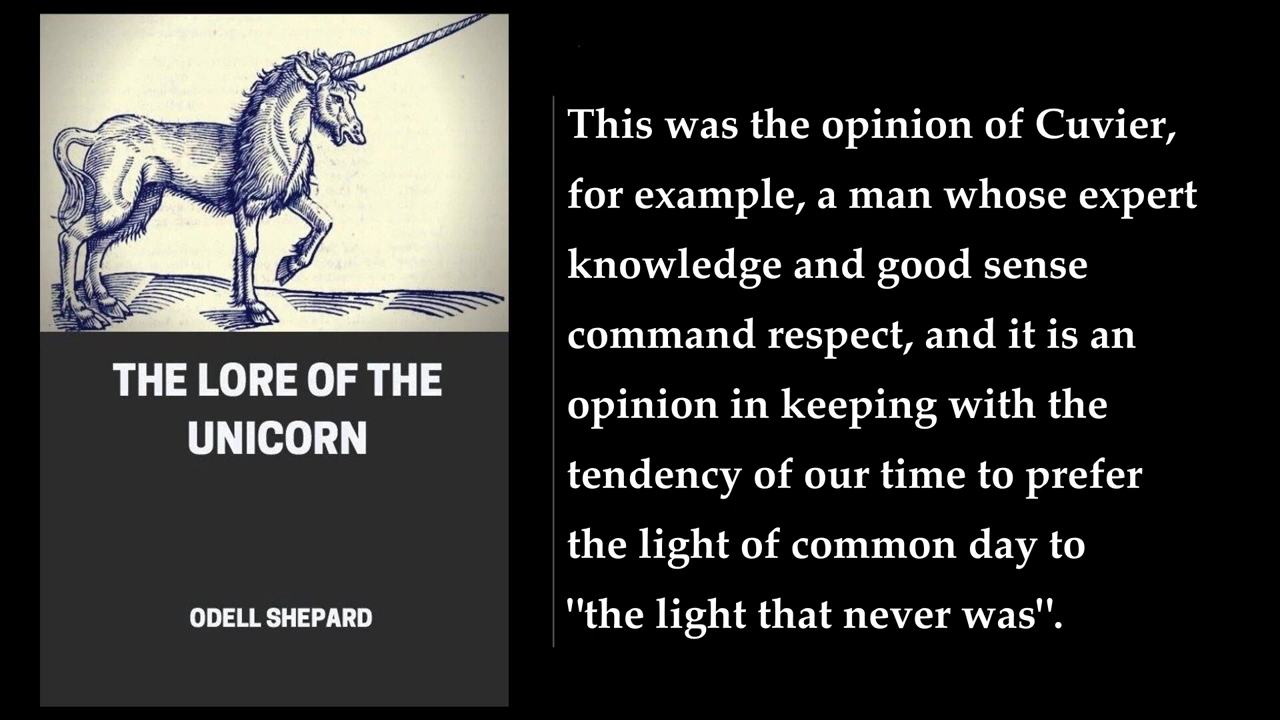 THE LORE OF THE
UNICORN
ODELL SHEPARD
This was the opinion of Cuvier,
for example, a man whose expert
knowledge and good sense
command respect, and it is an
opinion in keeping with the
tendency of our time to prefer
the light of common day to
"the light that never was".